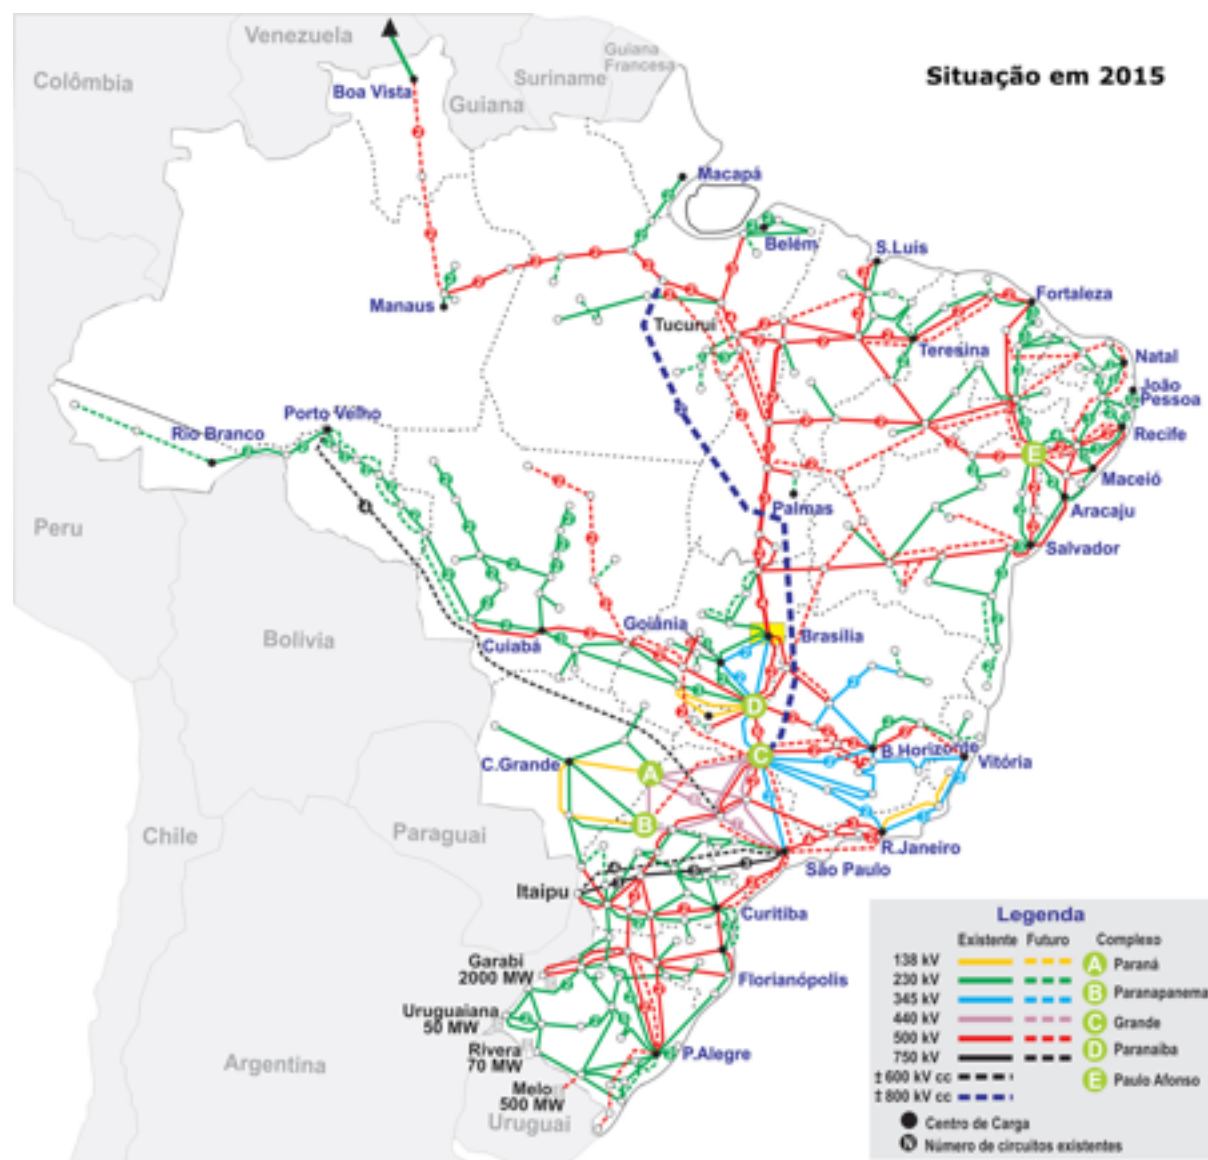 Venezuela
Guiana
Francesa
Colômbia
Suriname
Situação em 2015
Boa Vista
Guiana
Macapá
Belém
S.Luis
Manaus
Fortaleza
Tucuruí
Teresina
Natal
João
Pessoa
Porto Velho
Rio Branco
Recife
E
Maceió
Palmas
Aracaju
Peru
Salvador
Bolívia
Goiânia
Brasília
Cuiabá
D
B.Horizonte
C.Grande
A
C
Vitória
Chile
Paraguai
B
R.Janeiro
São Paulo
Itaipu
Curitiba
Garabi
2000 MW
Florianópolis
Uruguaiana
50 MW
Rivera
70 MW
P.Alegre
Argentina
Melo
500 MW
Uruguai
Legenda
Existente Futuro Complexo
138 kV A Paraná
230 kV
345 kV B Paranapanema
440 kV C Grande
500 kV D Paranaiba
750 kV
±600 kV cc E Paulo Afonso
±800 kV cc
Centro de Carga
N Número de circuitos existentes